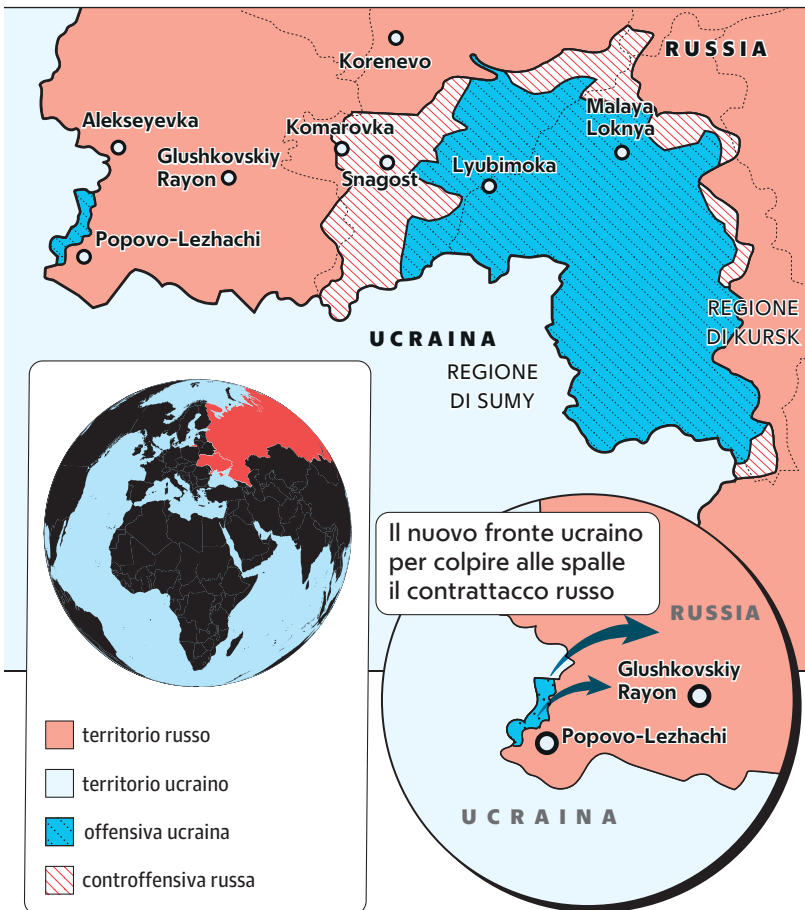 RUSSIA
Korenevo
Alekseyevka
Komarovka
Malaya
Loknya
Glushkovskiy
Rayon
Snagost
Lyubimoka
Popovo-Lezhachi
UCRAINA
REGIONE
DI KURSK
REGIONE
DI SUMY
Il nuovo fronte ucraino
per colpire alle spalle
il contrattacco russo
RUSSIA
Glushkovskiy
Rayon
Popovo-Lezhachi
UCRAINA
territorio russo
territorio ucraino
offensiva ucraina
controffensiva russa